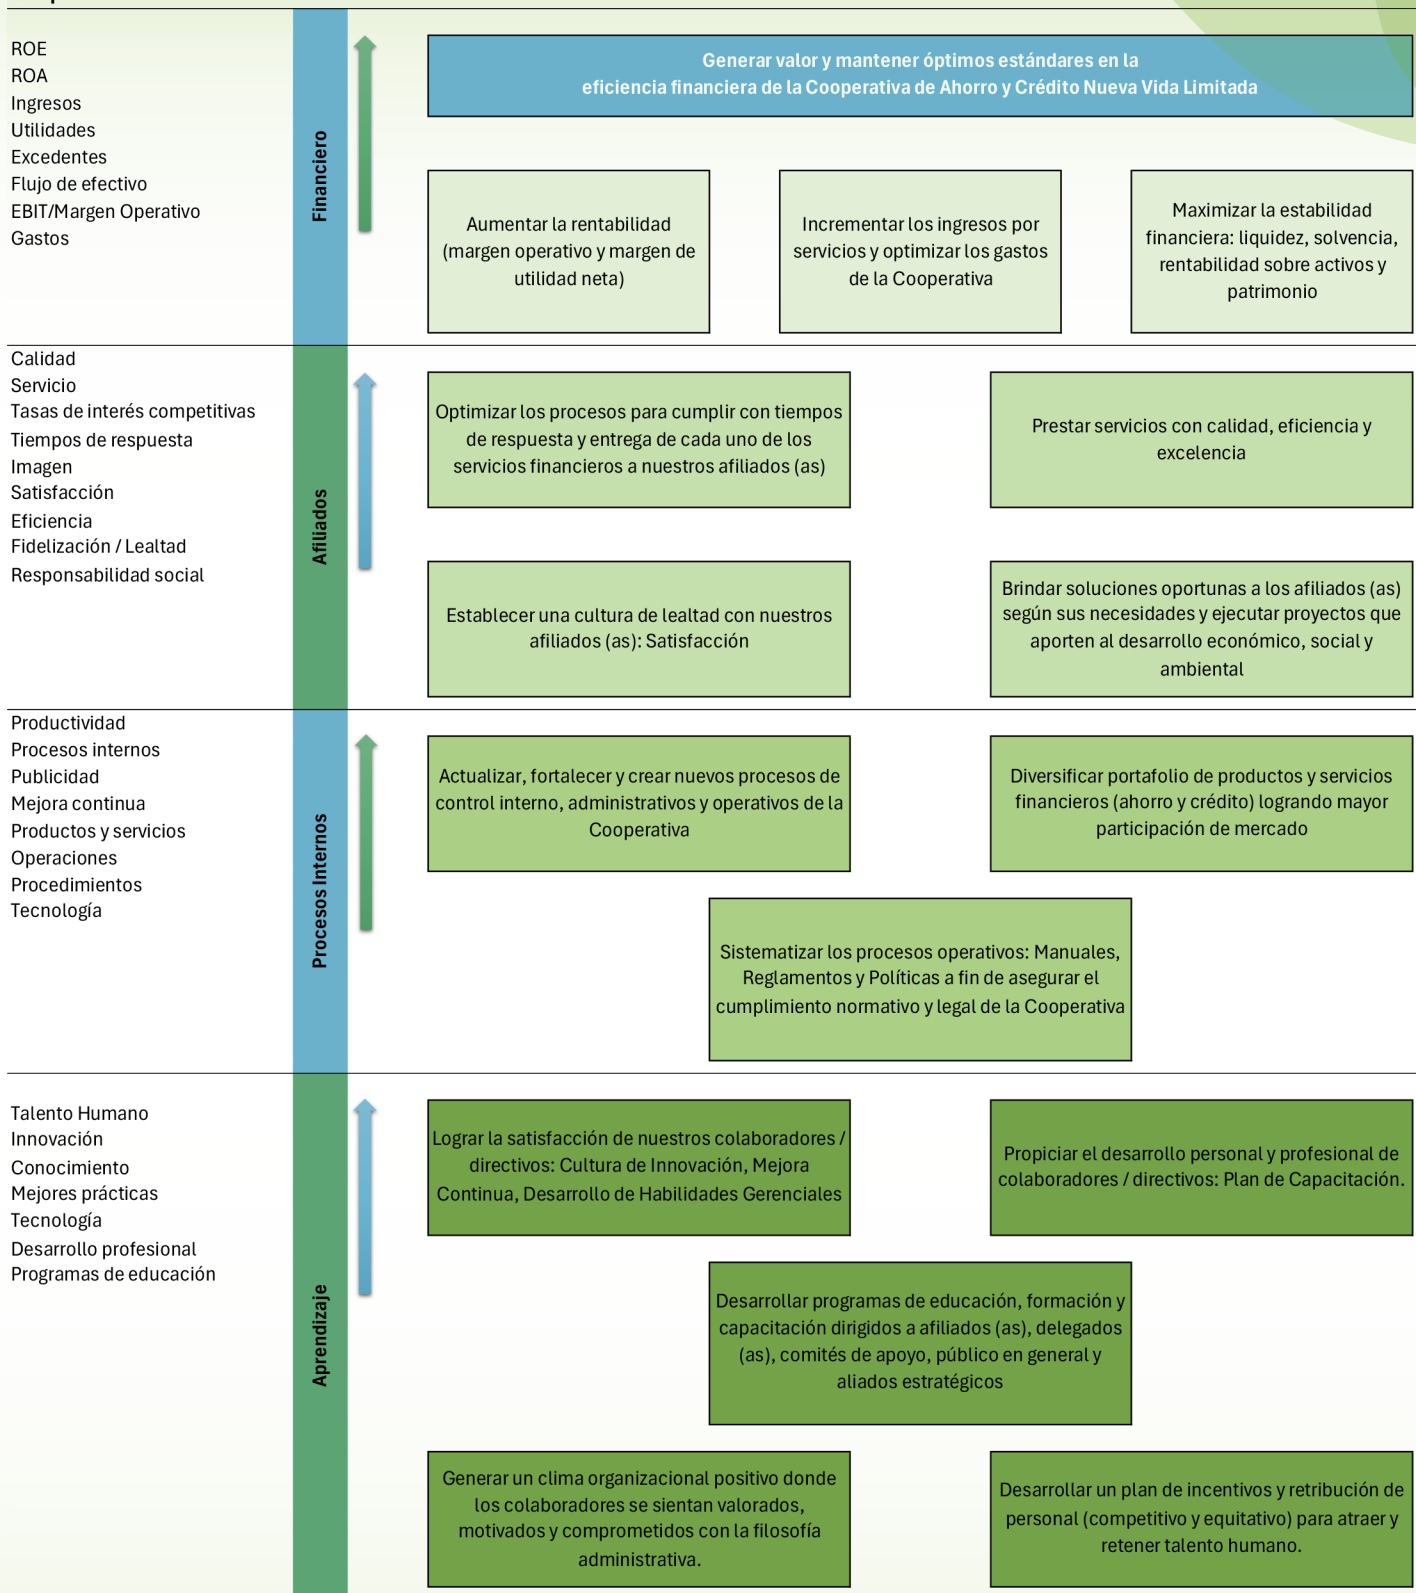 ROE
ROA
Ingresos
Utilidades
Excedentes
Flujo de efectivo
EBIT/Margen Operativo
Gastos
Financiero
Generar valor y mantener óptimos estándares en la
eficiencia financiera de la Cooperativa de Ahorro y Crédito Nueva Vida Limitada
Aumentar la rentabilidad
(margen operativo y margen de
utilidad neta)
Incrementar los ingresos por
servicios y optimizar los gastos
de la Cooperativa
Maximizar la estabilidad
financiera: liquidez, solvencia,
rentabilidad sobre activos y
patrimonio
Calidad
Servicio
Tasas de interés competitivas
Tiempos de respuesta
Imagen
Satisfacción
Eficiencia
Fidelización / Lealtad
Responsabilidad social
Afiliados
Optimizar los procesos para cumplir con tiempos
de respuesta y entrega de cada uno de los
servicios financieros a nuestros afiliados (as)
Prestar servicios con calidad, eficiencia y
excelencia
Establecer una cultura de lealtad con nuestros
afiliados (as): Satisfacción
Brindar soluciones oportunas a los afiliados (as)
según sus necesidades y ejecutar proyectos que
aporten al desarrollo económico, social y
ambiental
Productividad
Procesos internos
Publicidad
Mejora continua
Productos y servicios
Operaciones
Procedimientos
Tecnología
Procesos Internos
Actualizar, fortalecer y crear nuevos procesos de
control interno, administrativos y operativos de la
Cooperativa
Diversificar portafolio de productos y servicios
financieros (ahorro y crédito) logrando mayor
participación de mercado
Sistematizar los procesos operativos: Manuales,
Reglamentos y Políticas a fin de asegurar el
cumplimiento normativo y legal de la Cooperativa
Talento Humano
Innovación
Conocimiento
Mejores prácticas
Tecnología
Desarrollo profesional
Programas de educación
Aprendizaje
Lograr la satisfacción de nuestros colaboradores /
directivos: Cultura de Innovación, Mejora
Continua, Desarrollo de Habilidades Gerenciales
Propiciar el desarrollo personal y profesional de
colaboradores / directivos: Plan de Capacitación.
Desarrollar programas de educación, formación y
capacitación dirigidos a afiliados (as), delegados
(as), comités de apoyo, público en general y
aliados estratégicos
Generar un clima organizacional positivo donde
los colaboradores se sientan valorados,
motivados y comprometidos con la filosofía
administrativa.
Desarrollar un plan de incentivos y retribución de
personal (competitivo y equitativo) para atraer y
retener talento humano.